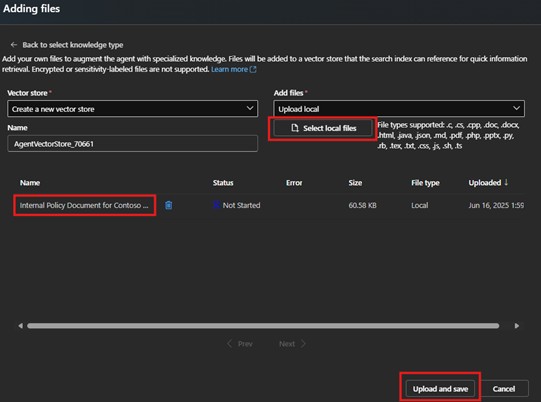 Adding files
← Back to select knowledge type
Add your own files to augment the agent with specialized knowledge. Files will be added to a vector store that the search index can reference for quick information
retrieval. Encrypted or sensitivity-labeled files are not supported. Learn more
Vector store *
Add files *
Create a new vector store
Upload local
Name
Select local files
File types supported: .c, .cs, .cpp, .doc, .docx,
.html, .java, .json, .md, .pdf, .php, .pptx, .py,
.rb, .tex, .txt, .css, .js, .sh, .ts
AgentVectorStore_70661
Name Status Error Size File type Uploaded ↓
Internal Policy Document for Contoso ... Not Started 60.58 KB Local Jun 16, 2025 1:59
Prev Next
Upload and save Cancel